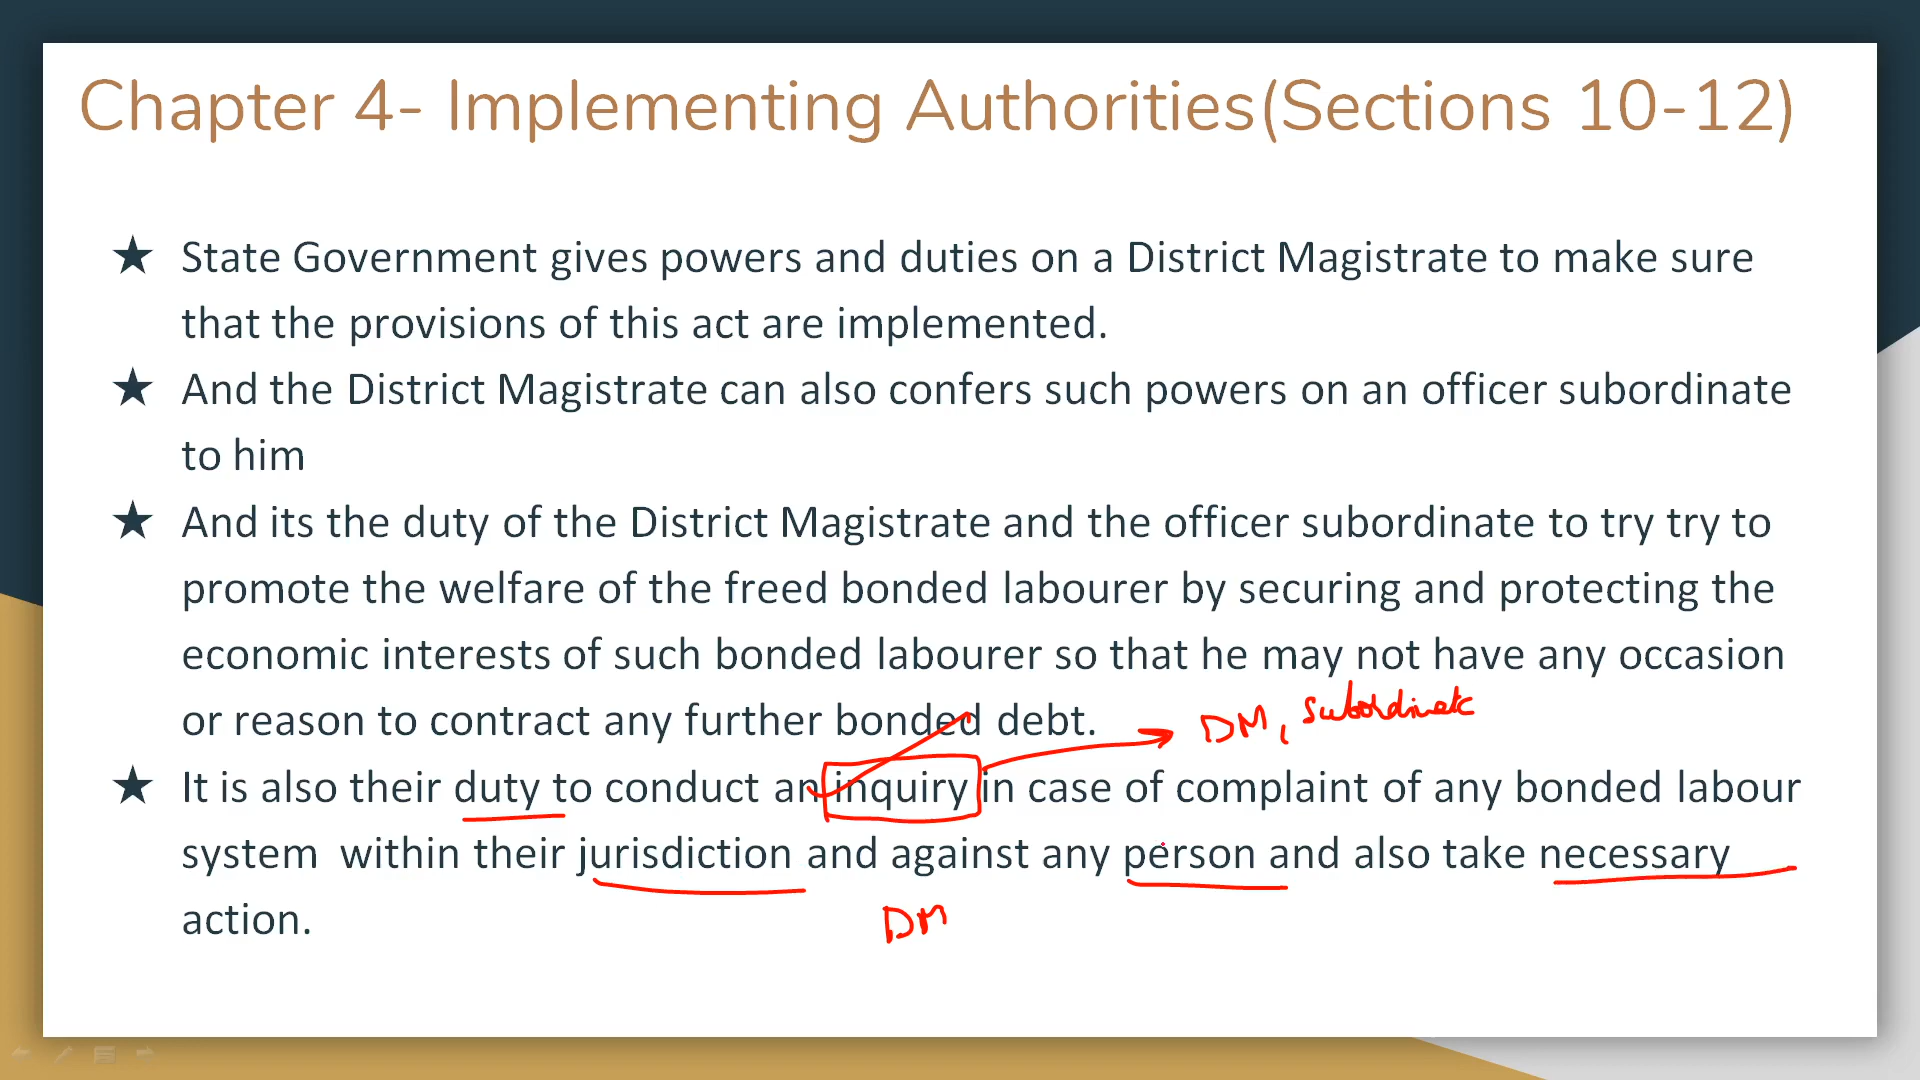 Chapter 4- Implementing Authorities(Sections 10-12)
★ State Government gives powers and duties on a District Magistrate to make sure
that the provisions of this act are implemented.
★ And the District Magistrate can also confers such powers on an officer subordinate
to him
★ And its the duty of the District Magistrate and the officer subordinate to try try to
promote the welfare of the freed bonded labourer by securing and protecting the
economic interests of such bonded labourer so that he may not have any occasion
or reason to contract any further bonded debt.
DM, subordinate
★ It is also their duty to conduct an inquiry in case of complaint of any bonded labour
system within their jurisdiction and against any person and also take necessary
action.
DM